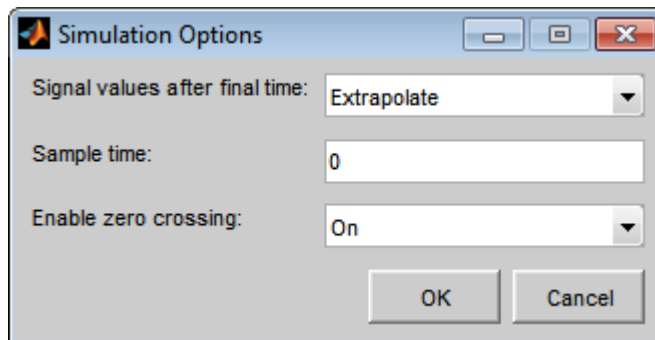 Simulation Options
Signal values after final time: Extrapolate
Sample time: 0
Enable zero crossing: On
OK Cancel